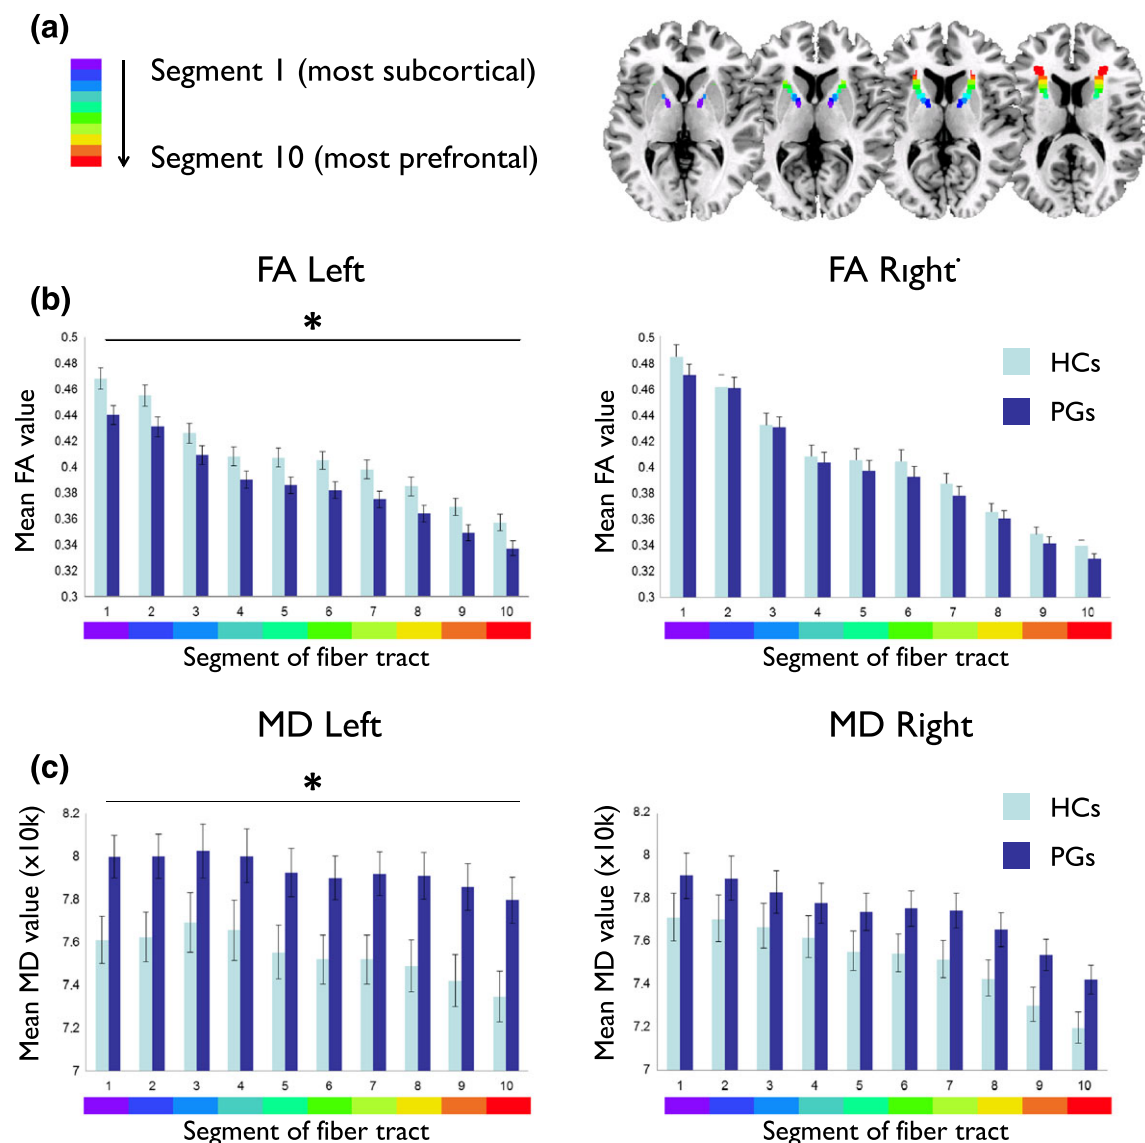 (a)
Segment 1 (most subcortical)
Segment 10 (most prefrontal)
FA Left
FA Right
(b)
*
Mean FA value
0.5
0.48
0.46
0.44
0.42
0.4
0.38
0.36
0.34
0.32
0.3
1 2 3 4 5 6 7 8 9 10
Segment of fiber tract
Mean FA value
0.5
0.48
0.46
0.44
0.42
0.4
0.38
0.36
0.34
0.32
0.3
1 2 3 4 5 6 7 8 9 10
Segment of fiber tract
HCs
PGs
MD Left
MD Right
(c)
*
Mean MD value (x10k)
8.2
8
7.8
7.6
7.4
7.2
7
1 2 3 4 5 6 7 8 9 10
Segment of fiber tract
Mean MD value (x10k)
8.2
8
7.8
7.6
7.4
7.2
7
1 2 3 4 5 6 7 8 9 10
Segment of fiber tract
HCs
PGs